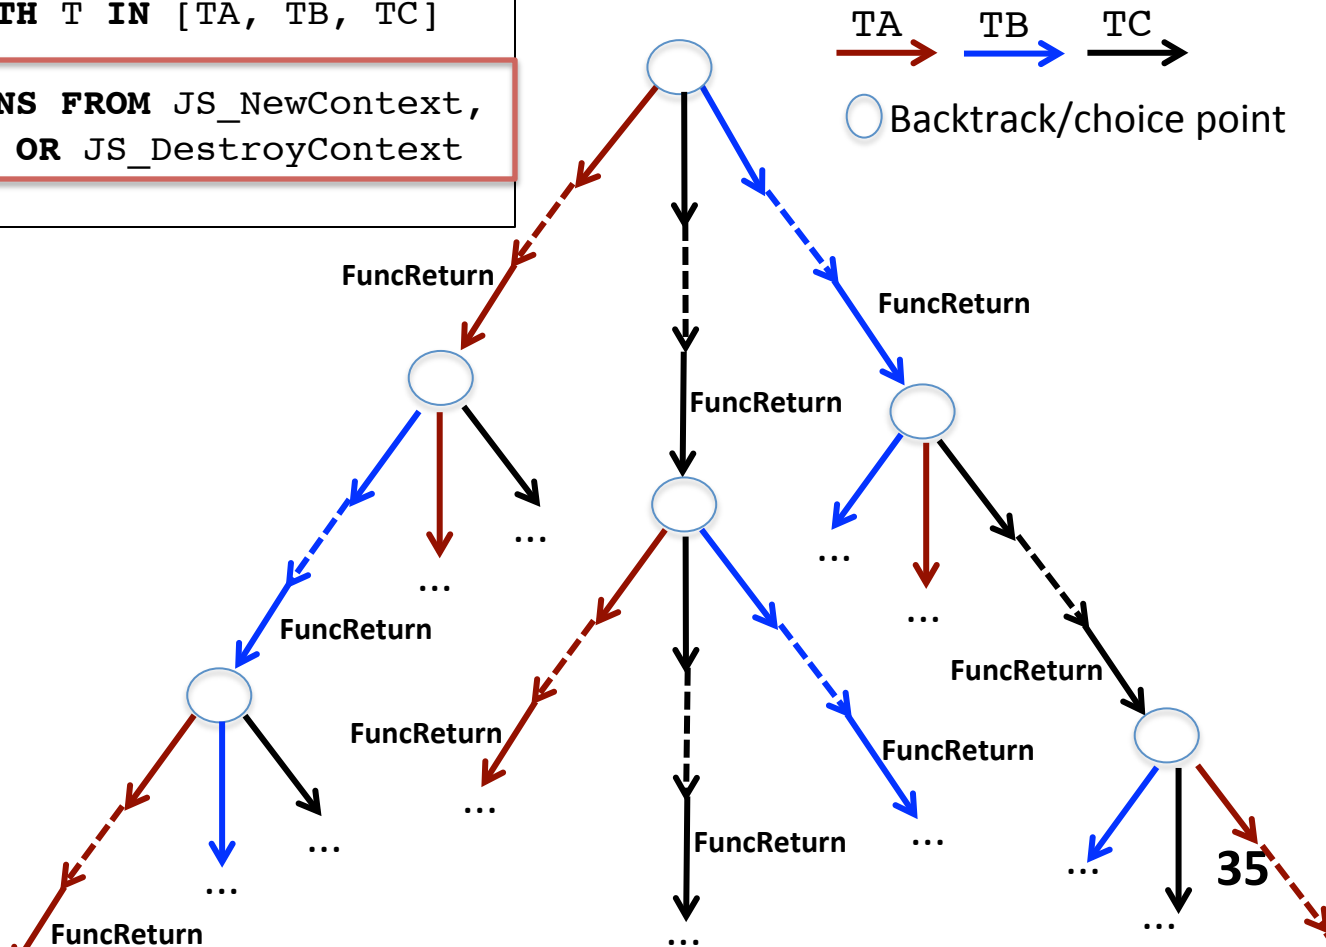 TH T IN [TA, TB, TC]
NS FROM JS_NewContext,
OR JS_DestroyContext
TA TB TC
Backtrack/choice point
FuncReturn
FuncReturn
FuncReturn
...
...
...
...
FuncReturn
FuncReturn
FuncReturn
FuncReturn
...
...
FuncReturn
...
...
35
...
...
FuncReturn
...